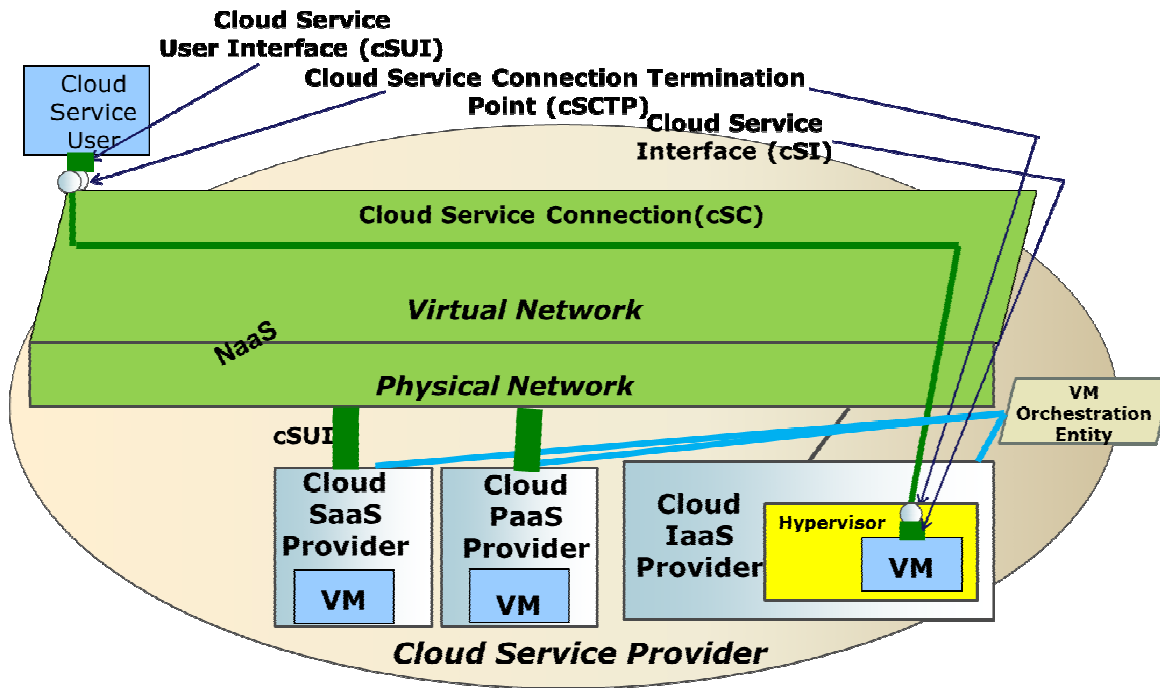 Cloud Service
User Interface (cSUI)
Cloud Service Connection Termination
Point (cSCTP)
Cloud Service
Interface (cSI)
Cloud
Service
User
Cloud Service Connection(cSC)
Virtual Network
NaaS
Physical Network
VM
Orchestration
Entity
cSUI
Cloud
SaaS
Provider
VM
Cloud
PaaS
Provider
VM
Cloud
IaaS
Provider
Hypervisor
VM
Cloud Service Provider